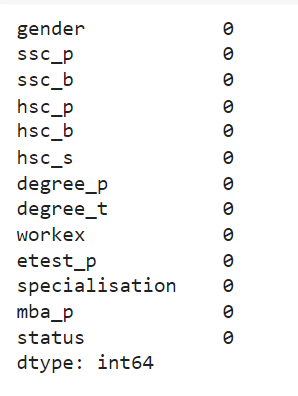 gender 0
ssc_p 0
ssc_b 0
hsc_p 0
hsc_b 0
hsc_s 0
degree_p 0
degree_t 0
workex 0
etest_p 0
specialisation 0
mba_p 0
status 0
dtype: int64